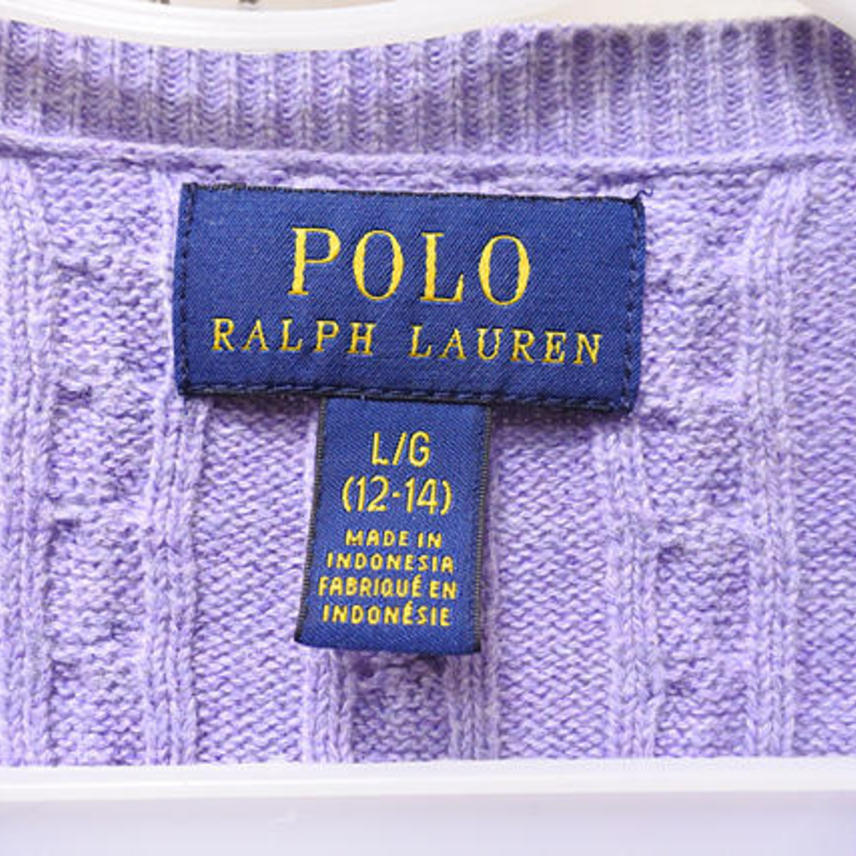 POLO
RALPH LAUREN
L/G
(12-14)
MADE IN
INDONESIA
FABRIQUÉ EN
INDONÉSIE